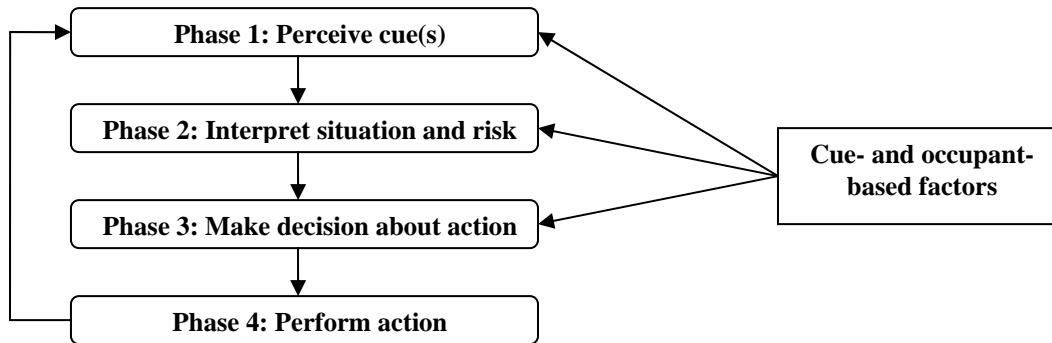 Phase 1: Perceive cue(s)
Phase 2: Interpret situation and risk
Phase 3: Make decision about action
Phase 4: Perform action
Cue- and occupant-
based factors